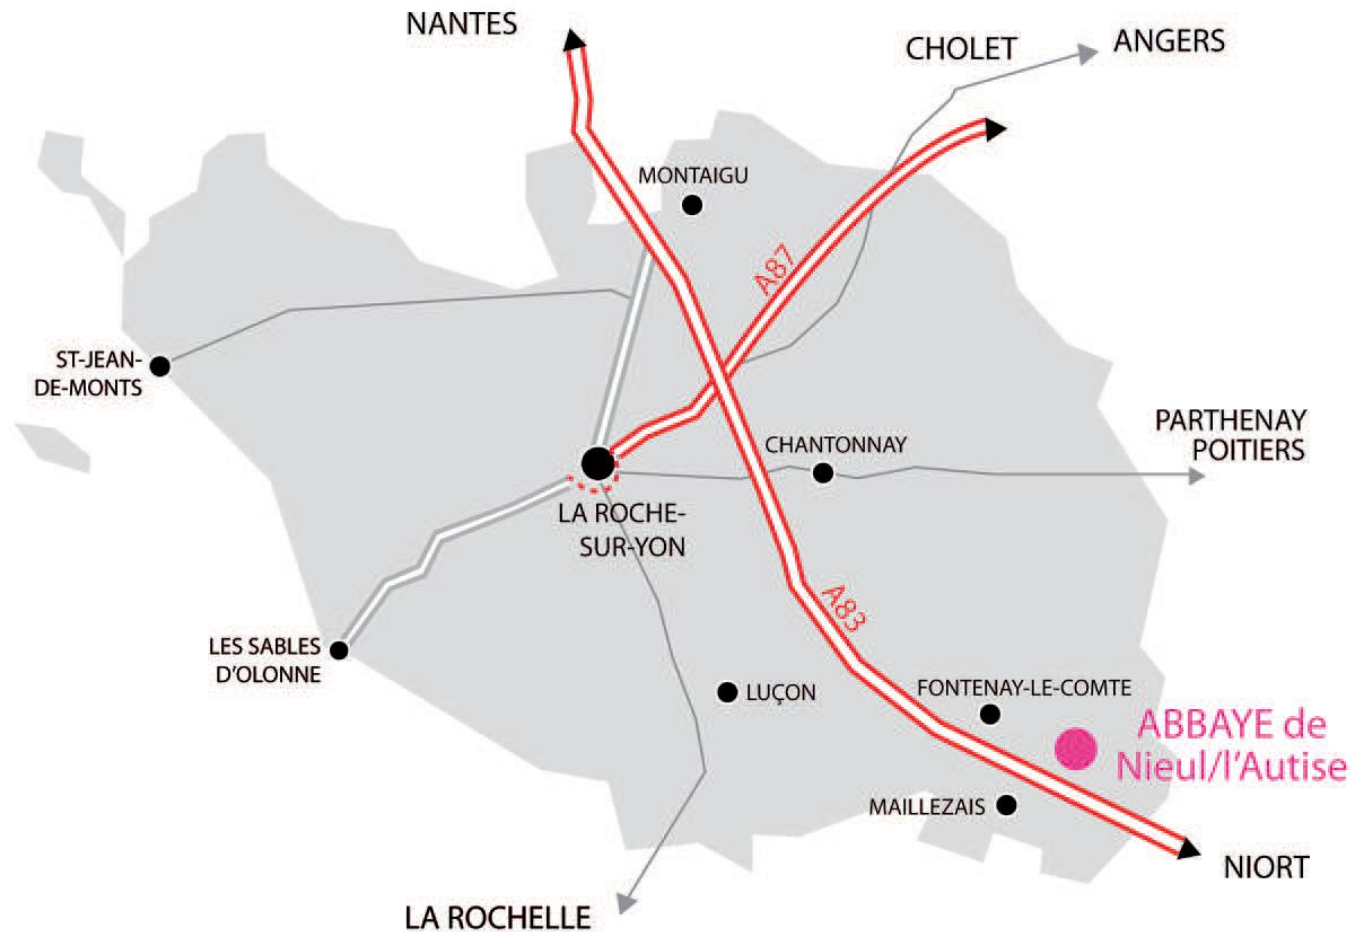 NANTES
CHOLET
ANGERS
MONTAIGU
A87
ST-JEAN-
DE-MONTS
PARTHENAY
POITIERS
CHANTONNAY
LA ROCHE-
SUR-YON
A83
LES SABLES
D'OLONNE
LUÇON
FONTENAY-LE-COMTE
ABBAYE de
Nieul/l'Autise
MAILLEZAIS
NIORT
LA ROCHELLE